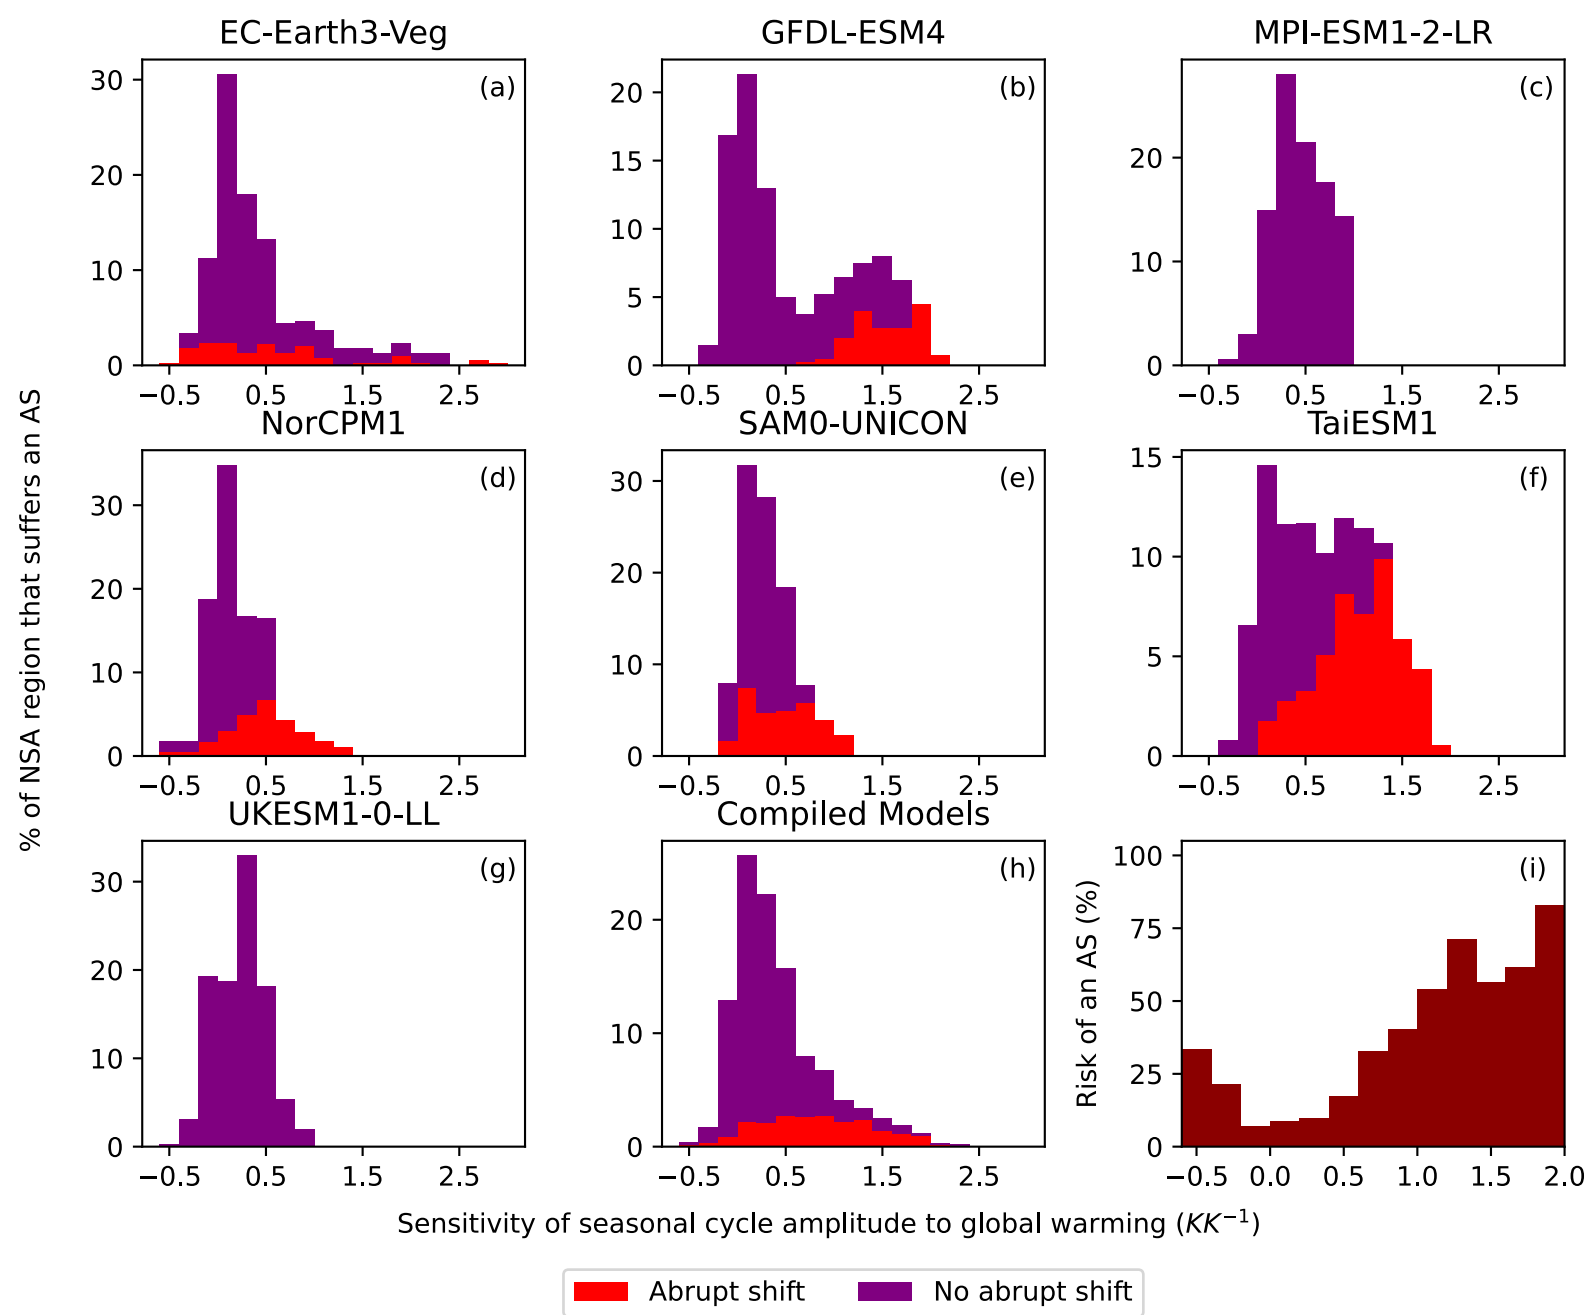 EC-Earth3-Veg GFDL-ESM4 MPI-ESM1-2-LR
(a) (b) (c)
30 20 10 0
20 15 10 5 0
20 10 0
−0.5 0.5 1.5 2.5 −0.5 0.5 1.5 2.5 −0.5 0.5 1.5 2.5
NorCPM1 SAM0-UNICON TaiESM1
(d) (e) (f)
30 20 10 0
30 20 10 0
15 10 5 0
−0.5 0.5 1.5 2.5 −0.5 0.5 1.5 2.5 −0.5 0.5 1.5 2.5
UKESM1-0-LL Compiled Models
(g) (h) (i)
30 20 10 0
20 10 0
100 75 50 25 0
−0.5 0.5 1.5 2.5 −0.5 0.5 1.5 2.5 −0.5 0.0 0.5 1.0 1.5 2.0
% of NSA region that suffers an AS
Risk of an AS (%)
Sensitivity of seasonal cycle amplitude to global warming (KK⁻¹)
Abrupt shift No abrupt shift